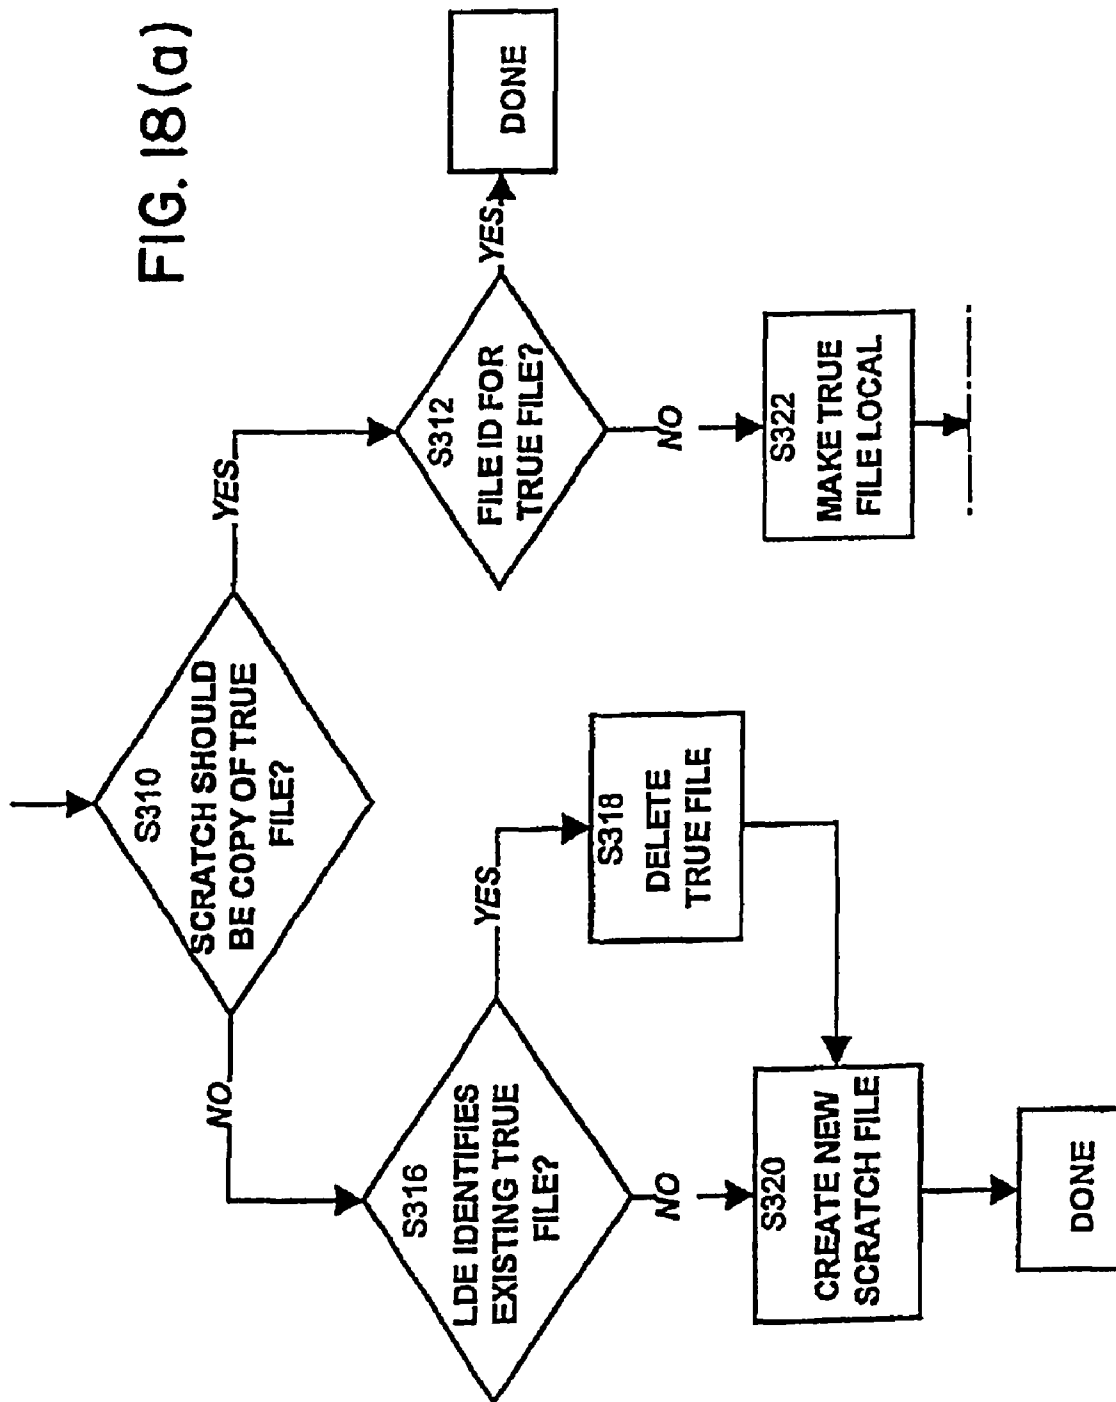 FIG. 18(a)
S310
SCRATCH SHOULD
BE COPY OF TRUE
FILE?
NO
YES
S316
LDE IDENTIFIES
EXISTING TRUE
FILE?
YES
NO
S318
DELETE
TRUE FILE
S320
CREATE NEW
SCRATCH FILE
DONE
S312
FILE ID FOR
TRUE FILE?
YES
DONE
NO
S322
MAKE TRUE
FILE LOCAL